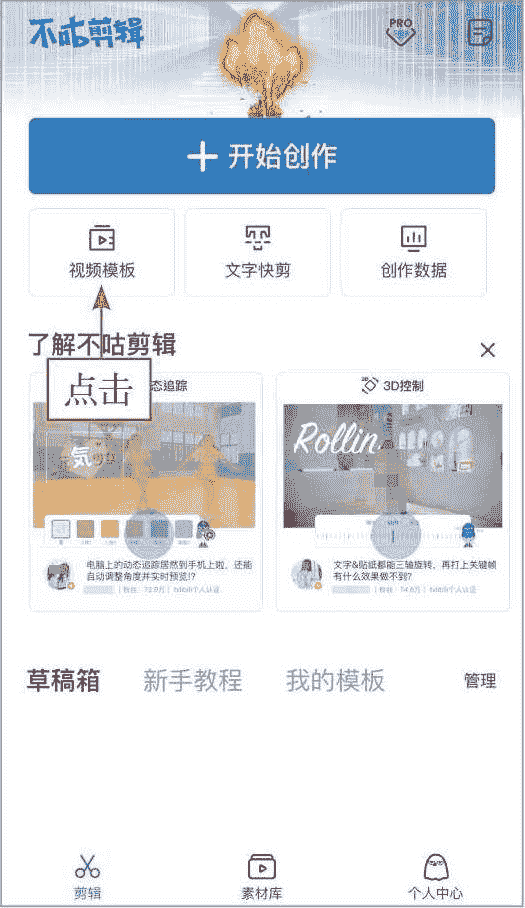 不咕剪辑
PRO
开始创作
视频模板
文字快剪
创作数据
了解不咕剪辑
点击
态追踪
気
电脑上的动态追踪居然到手机上啦，还能
自动调整角度并实时预览!?
3D控制
Rollin
文字&贴纸都能三轴旋转，再打上关键帧
有什么效果做不到?
草稿箱
新手教程
我的模板
管理
剪辑
素材库
个人中心